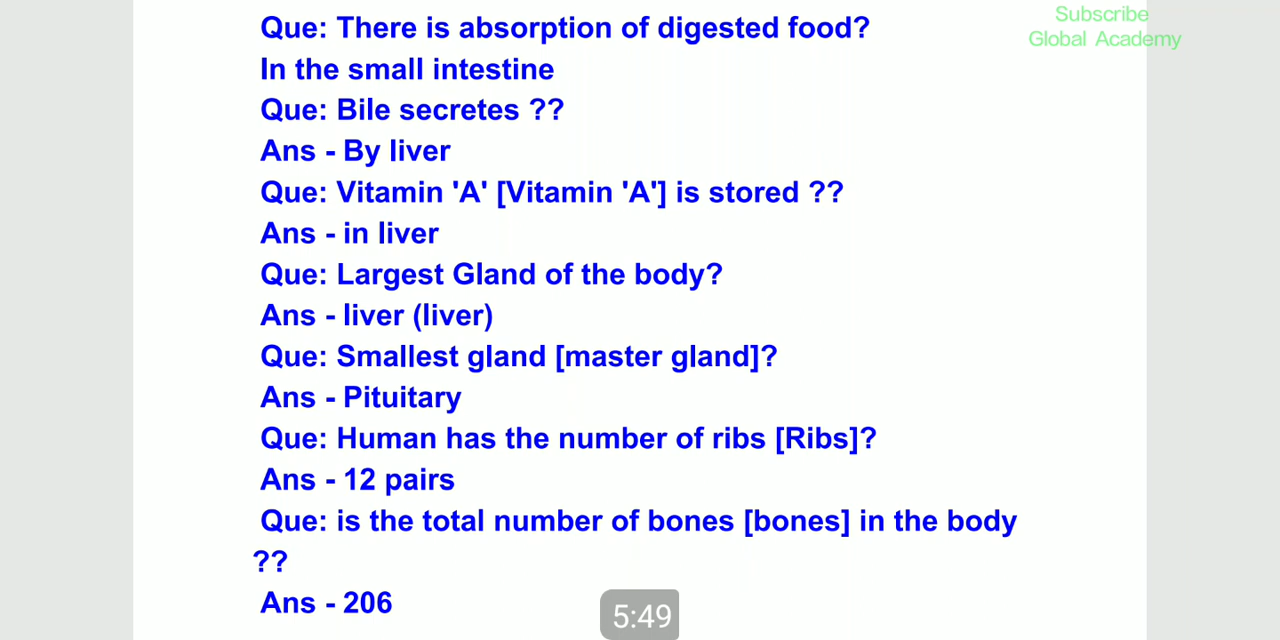 Subscribe
Global Academy
Que: There is absorption of digested food?
In the small intestine
Que: Bile secretes ??
Ans - By liver
Que: Vitamin 'A' [Vitamin 'A'] is stored ??
Ans - in liver
Que: Largest Gland of the body?
Ans - liver (liver)
Que: Smallest gland [master gland]?
Ans - Pituitary
Que: Human has the number of ribs [Ribs]?
Ans - 12 pairs
Que: is the total number of bones [bones] in the body
??
Ans - 206
5:49